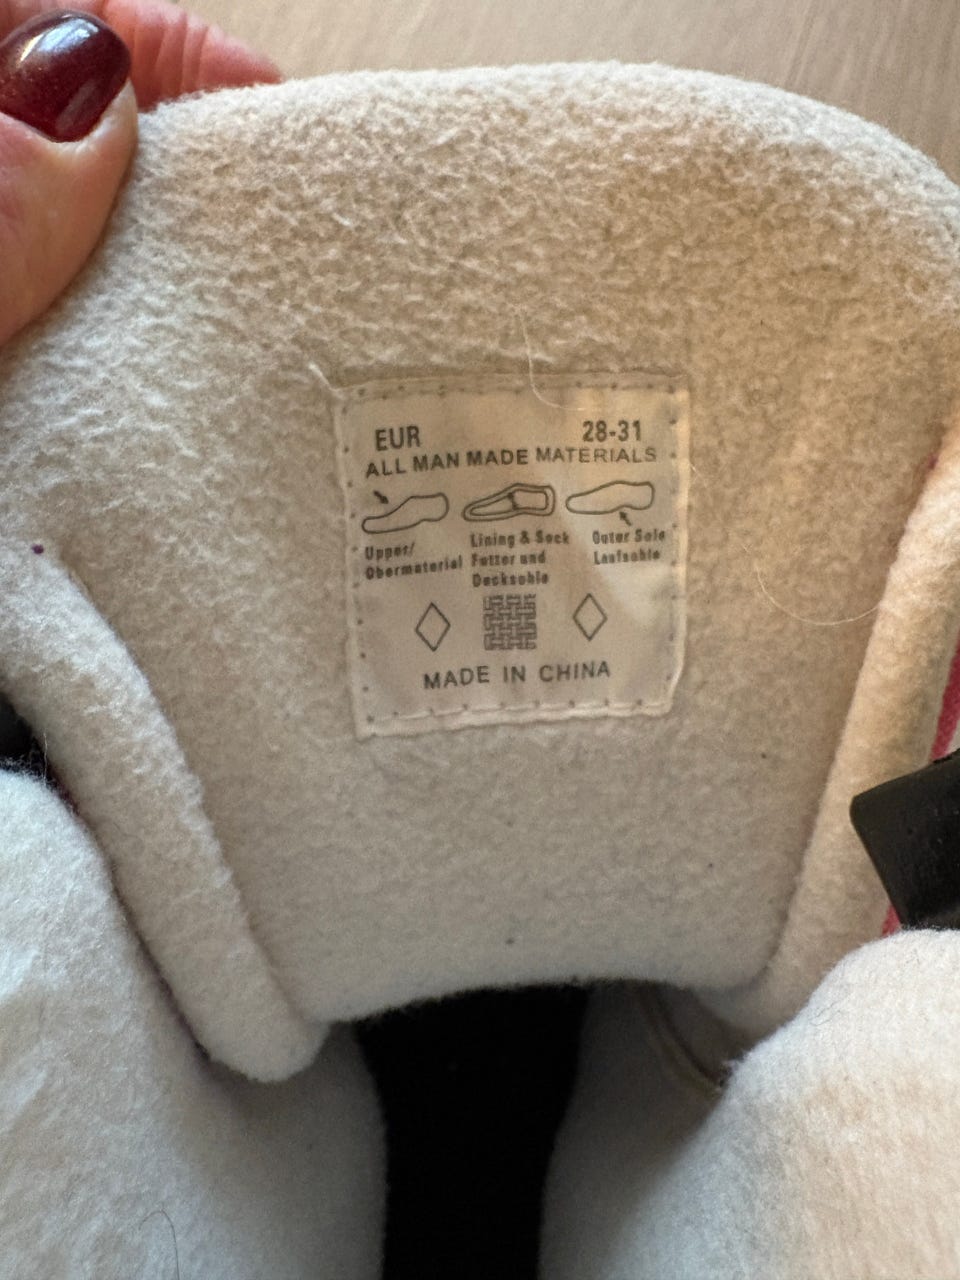 EUR 28-31
ALL MAN MADE MATERIALS
Upper/
Obermaterial
Lining & Sock
Futter und
Decksohle
Outer Sole
Laufsohle
MADE IN CHINA